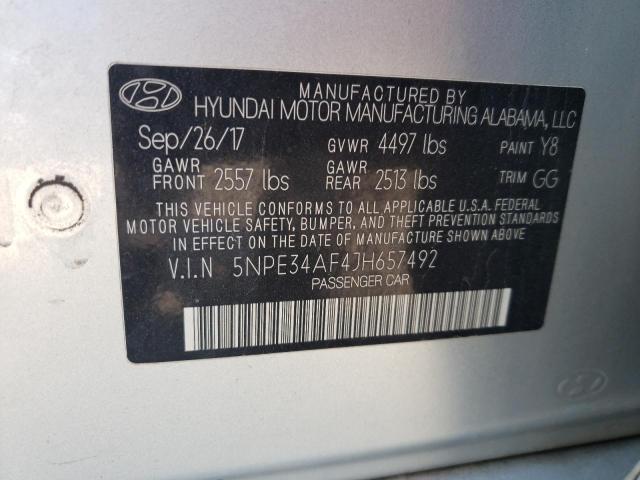 MANUFACTURED BY
HYUNDAI MOTOR MANUFACTURING ALABAMA, LLC
Sep/26/17 GVWR 4497 lbs PAINT Y8
GAWR FRONT 2557 lbs GAWR REAR 2513 lbs TRIM GG
THIS VEHICLE CONFORMS TO ALL APPLICABLE U.S.A. FEDERAL
MOTOR VEHICLE SAFETY, BUMPER, AND THEFT PREVENTION STANDARDS
IN EFFECT ON THE DATE OF MANUFACTURE SHOWN ABOVE.
V.I.N 5NPE34AF4JH657492
PASSENGER CAR